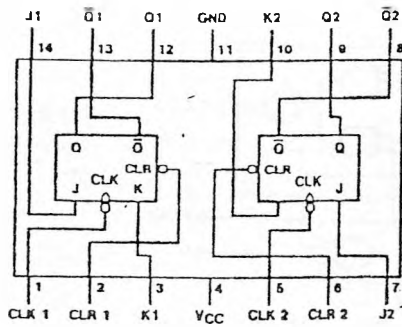 J1 Q̅1 Q1 GND K2 Q2 Q̅2
14 13 12 11 10 9 8
Q Q̅ Q̅ Q
CLR CLR
CLK CLK
J K J
1 2 3 4 5 6 7
CLK 1 CLR 1 K1 VCC CLK 2 CLR 2 J2